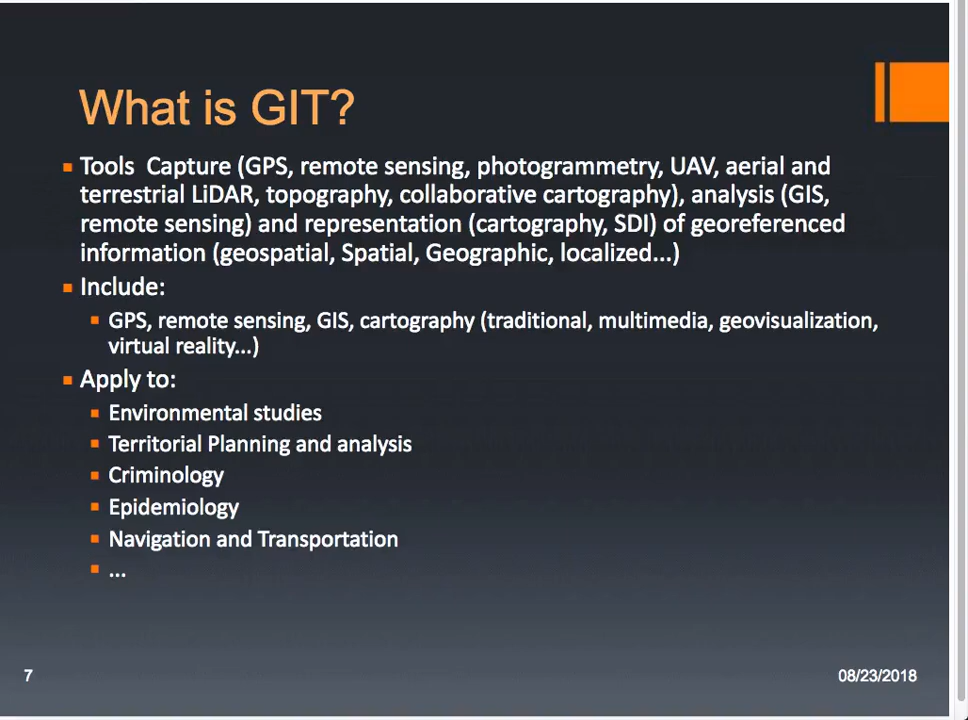 What is GIT?
Tools Capture (GPS, remote sensing, photogrammetry, UAV, aerial and
terrestrial LiDAR, topography, collaborative cartography), analysis (GIS,
remote sensing) and representation (cartography, SDI) of georeferenced
information (geospatial, Spatial, Geographic, localized...)
Include:
GPS, remote sensing, GIS, cartography (traditional, multimedia, geovisualization,
virtual reality...)
Apply to:
Environmental studies
Territorial Planning and analysis
Criminology
Epidemiology
Navigation and Transportation
...
7
08/23/2018